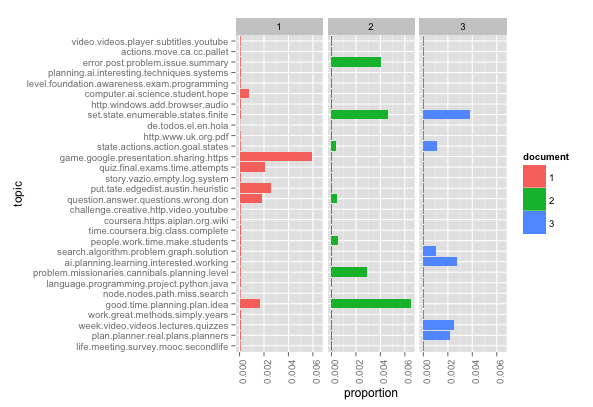 1 2 3
video.videos.player.subtitles.youtube
actions.move.ca.cc.pallet
error.post.problem.issue.summary
planning.ai.interesting.techniques.systems
level.foundation.awareness.exam.programming
computer.ai.science.student.hope
http.windows.add.browser.audio
set.state.enumerable.states.finite
de.todos.el.en.hola
http.www.uk.org.pdf
state.actions.action.goal.states
game.google.presentation.sharing.https
quiz.final.exams.time.attempts
story.vazio.empty.log.system
put.tate.edgedist.austin.heuristic
question.answer.questions.wrong.don
challenge.creative.http.video.youtube
coursera.https.aiplan.org.wiki
time.coursera.big.class.complete
people.work.time.make.students
search.algorithm.problem.graph.solution
ai.planning.learning.interested.working
problem.missionaries.cannibals.planning.level
language.programming.project.python.java
node.nodes.path.miss.search
good.time.planning.plan.idea
work.great.methods.simply.years
week.video.videos.lectures.quizzes
plan.planner.real.plans.planners
life.meeting.survey.mooc.secondlife
topic
0.000 0.002 0.004 0.006 0.000 0.002 0.004 0.006 0.000 0.002 0.004 0.006
proportion
document
1
2
3